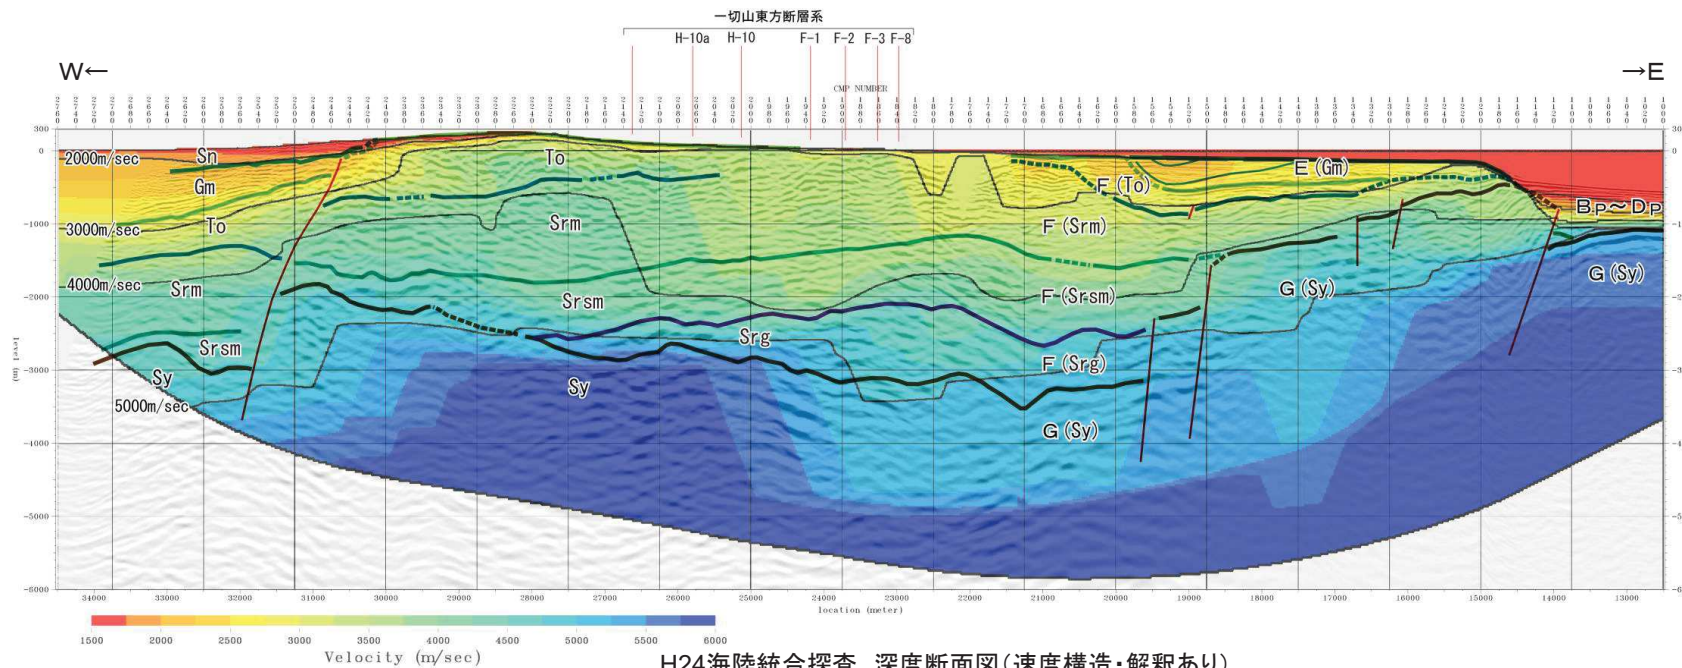 一切山東方断層系
H-10a H-10 F-1 F-2 F-3 F-8
W← →E
CMP NUMBER
300
0
-1000
-2000
-3000
-4000
-5000
-6000
level (m)
2000m/sec
3000m/sec
4000m/sec
5000m/sec
Sn
Gm
To
Srm
Srsm
Sy
To
Srm
Srsm
Srg
Sy
F (To)
F (Srm)
F (Srsm)
F (Srg)
G (Sy)
E (Gm)
G (Sy)
BP～DP
G (Sy)
34000 33000 32000 31000 30000 29000 28000 27000 26000 25000 24000 23000 22000 21000 20000 19000 18000 17000 16000 15000 14000 13000
location (meter)
1500 2000 2500 3000 3500 4000 4500 5000 5500 6000
Velocity (m/sec)
H24海陸統合探査 深度断面図（速度構造・解釈あり）